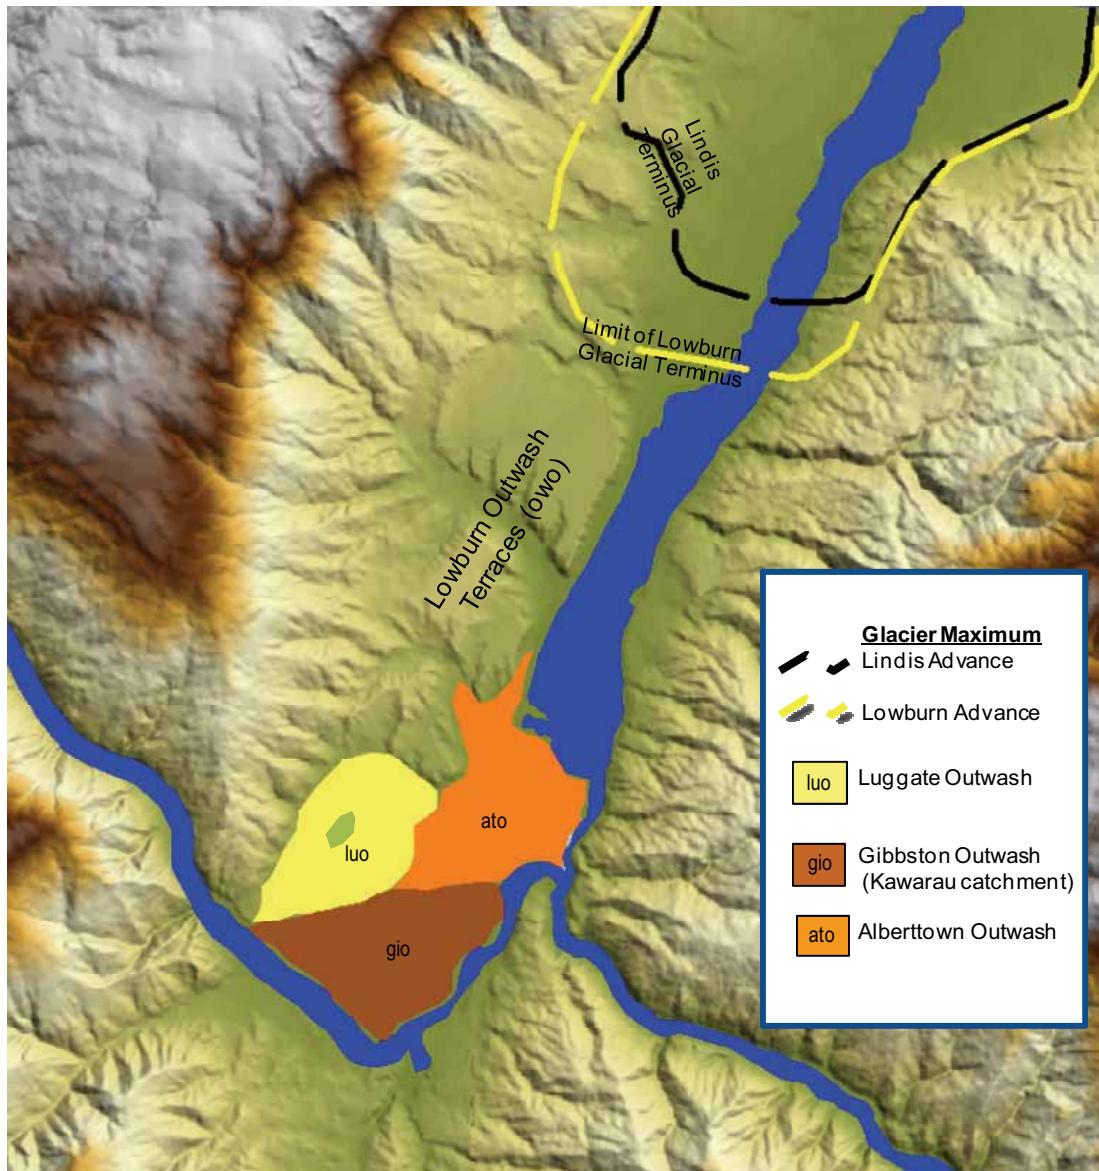 Lindis
Glacial
Terminus
Limit of Lowburn
Glacial Terminus
Lowburn Outwash
Terraces (owo)
ato
luo
gio
Glacier Maximum
Lindis Advance
Lowburn Advance
luo
Luggate Outwash
gio
Gibbston Outwash
(Kawarau catchment)
ato
Alberttown Outwash